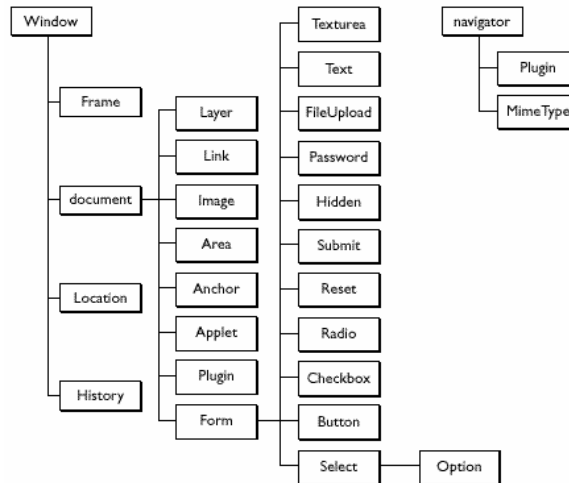 Window
Frame
document
Location
History
Layer
Link
Image
Area
Anchor
Applet
Plugin
Form
Texturea
Text
FileUpload
Password
Hidden
Submit
Reset
Radio
Checkbox
Button
Select
Option
navigator
Plugin
MimeType